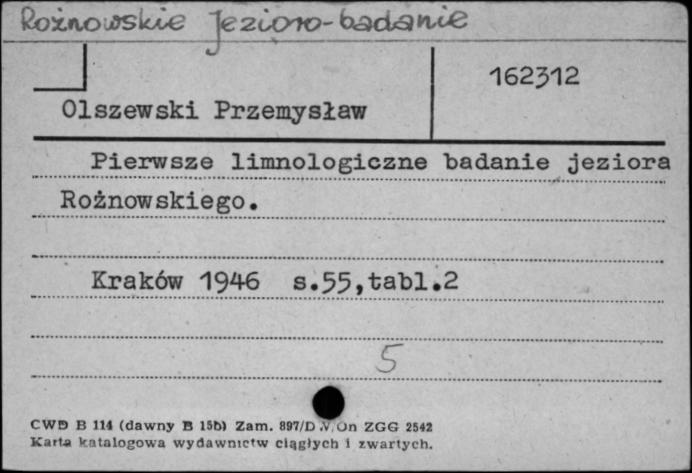 Rożnowskie Jezioro-badanie
162312
Olszewski Przemysław
Pierwsze limnologiczne badanie jeziora
Rożnowskiego.
Kraków 1946 s.55,tabl.2
5
CWD B 114 (dawny B 15b) Zam. 897/D ZGG 2542
Karta katalogowa wydawnictw ciągłych i zwartych.